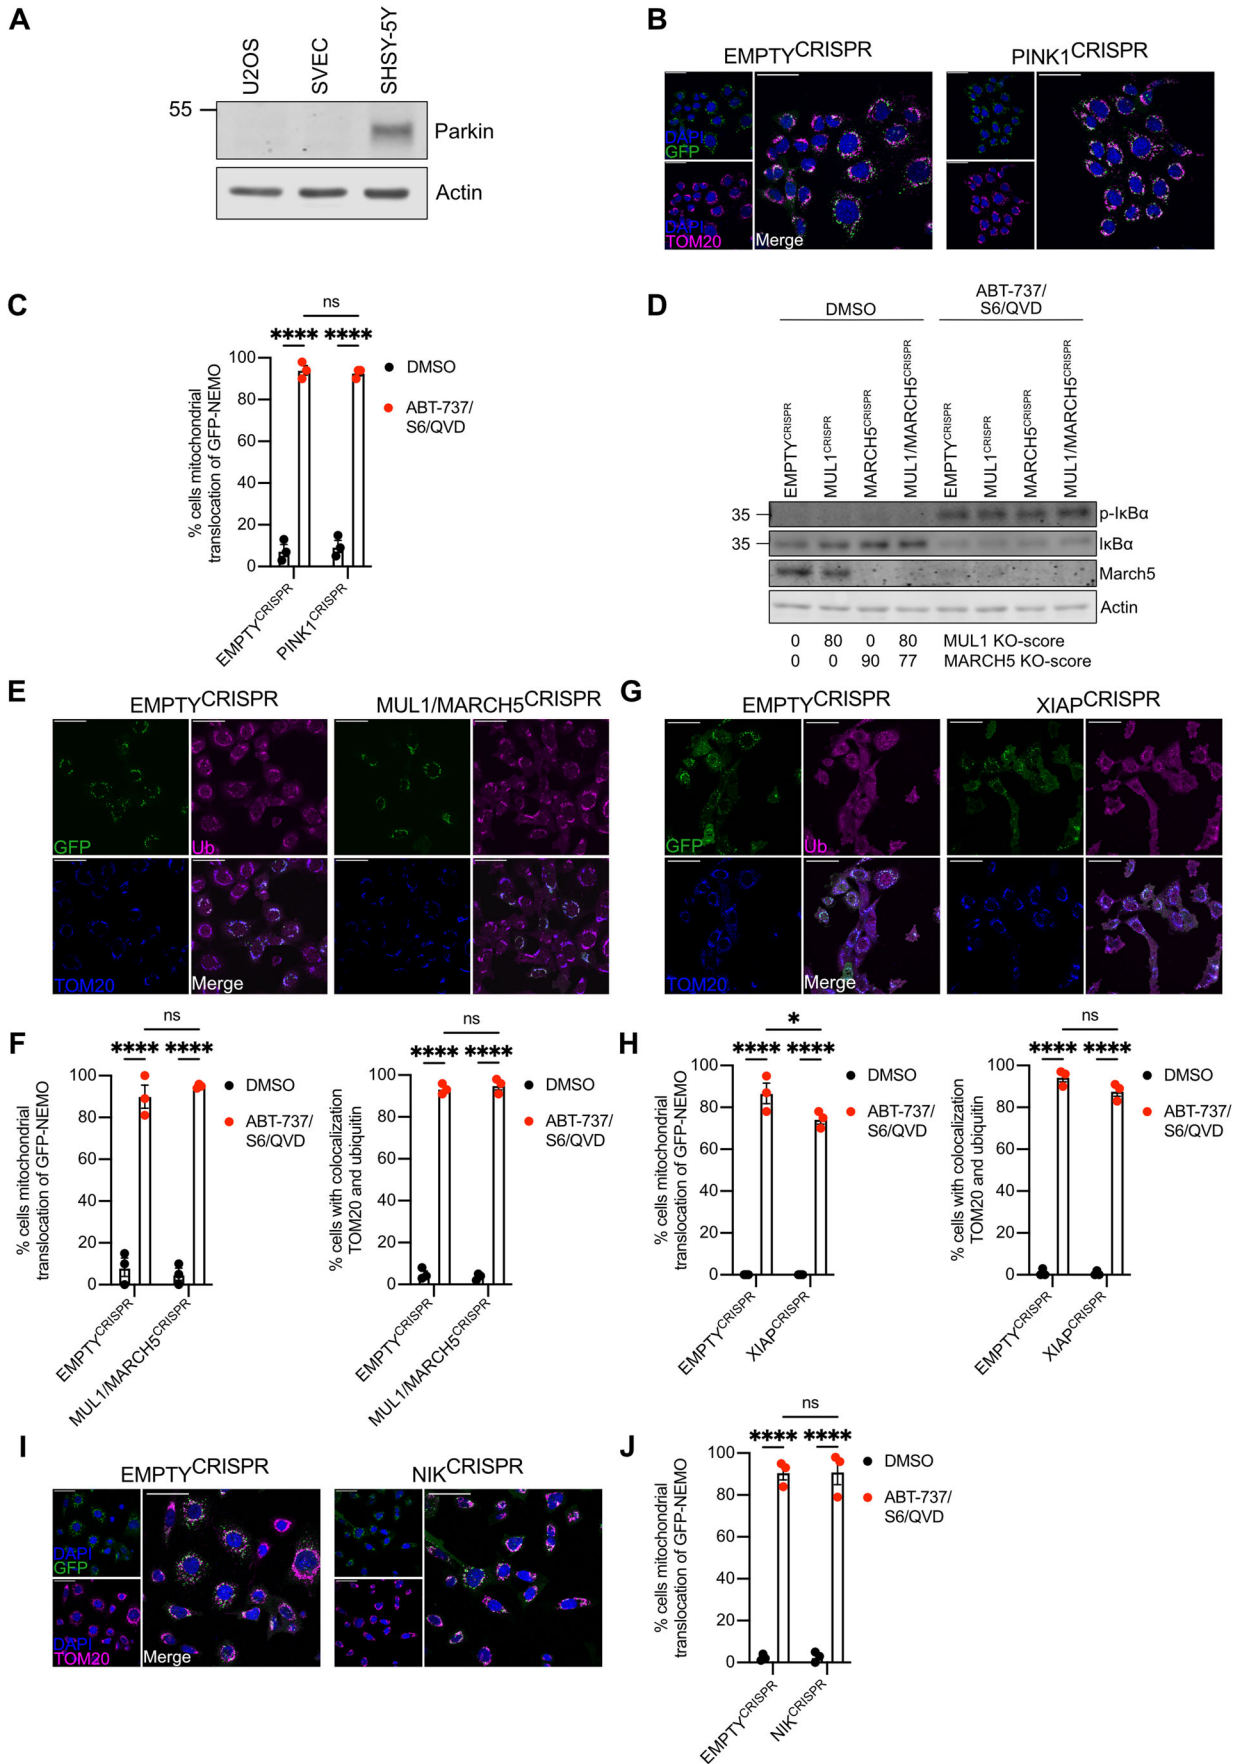 A
U2OS
SVEC
SHSY-5Y
55
Parkin
Actin
B
EMPTYCRISPR
PINK1CRISPR
DAPI
GFP
DAPI
TOM20
Merge
C
ns
**** ****
DMSO
ABT-737/
S6/QVD
% cells mitochondrial
translocation of GFP-NEMO
100
80
60
40
20
0
EMPTYCRISPR
PINK1CRISPR
D
DMSO
ABT-737/
S6/QVD
EMPTYCRISPR
MUL1CRISPR
MARCH5CRISPR
MUL1/MARCH5CRISPR
EMPTYCRISPR
MUL1CRISPR
MARCH5CRISPR
MUL1/MARCH5CRISPR
35
p-IκBα
35
IκBα
March5
Actin
0 80 0 80 MUL1 KO-score
0 0 90 77 MARCH5 KO-score
E
EMPTYCRISPR
MUL1/MARCH5CRISPR
GFP
Ub
TOM20
Merge
G
EMPTYCRISPR
XIAPCRISPR
GFP
Ub
TOM20
Merge
F
ns
**** ****
DMSO
ABT-737/
S6/QVD
% cells mitochondrial
translocation of GFP-NEMO
100
80
60
40
20
0
EMPTYCRISPR
MUL1/MARCH5CRISPR
ns
**** ****
DMSO
ABT-737/
S6/QVD
% cells with colocalization
TOM20 and ubiquitin
100
80
60
40
20
0
EMPTYCRISPR
MUL1/MARCH5CRISPR
H
*
**** ****
DMSO
ABT-737/
S6/QVD
% cells mitochondrial
translocation of GFP-NEMO
100
80
60
40
20
0
EMPTYCRISPR
XIAPCRISPR
ns
**** ****
DMSO
ABT-737/
S6/QVD
% cells with colocalization
TOM20 and ubiquitin
100
80
60
40
20
0
EMPTYCRISPR
XIAPCRISPR
I
EMPTYCRISPR
NIKCRISPR
DAPI
GFP
DAPI
TOM20
Merge
J
ns
**** ****
DMSO
ABT-737/
S6/QVD
% cells mitochondrial
translocation of GFP-NEMO
100
80
60
40
20
0
EMPTYCRISPR
NIKCRISPR